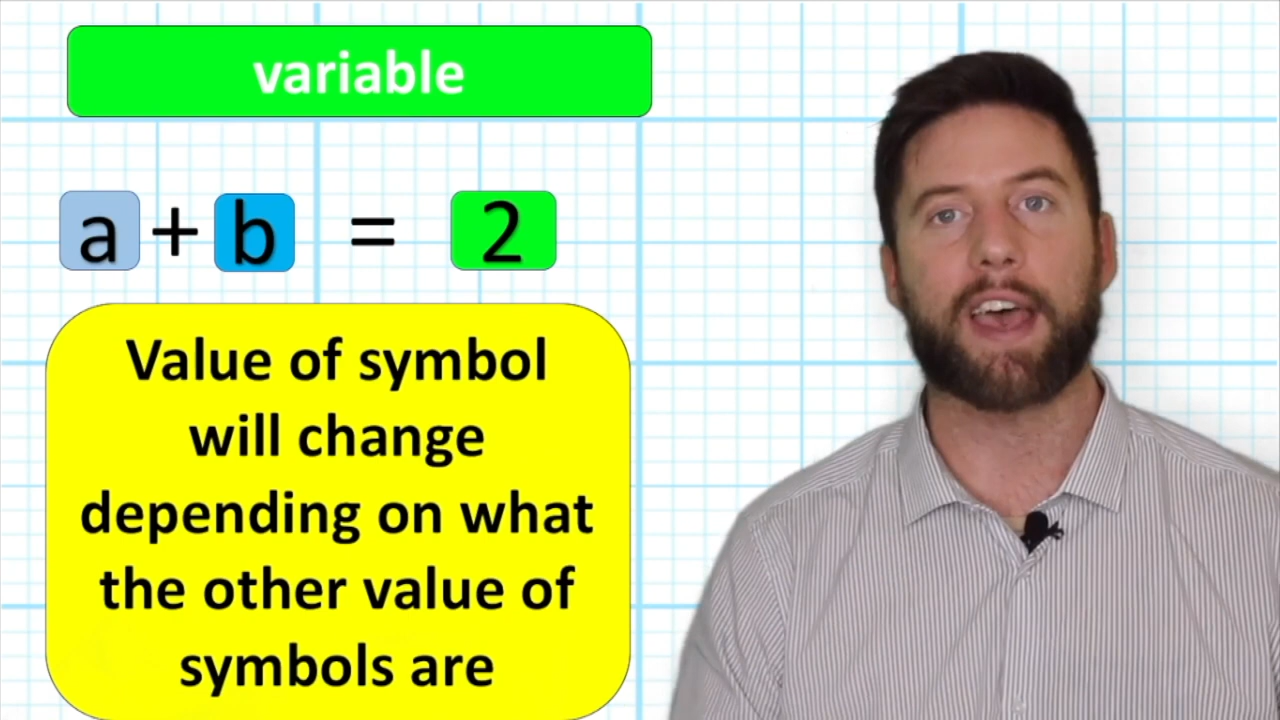 variable
a + b = 2
Value of symbol
will change
depending on what
the other value of
symbols are